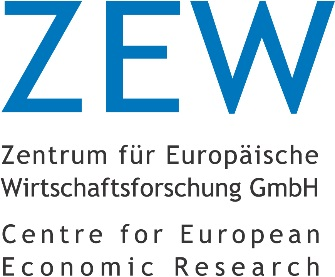 ZEW
Zentrum für Europäische
Wirtschaftsforschung GmbH
Centre for European
Economic Research